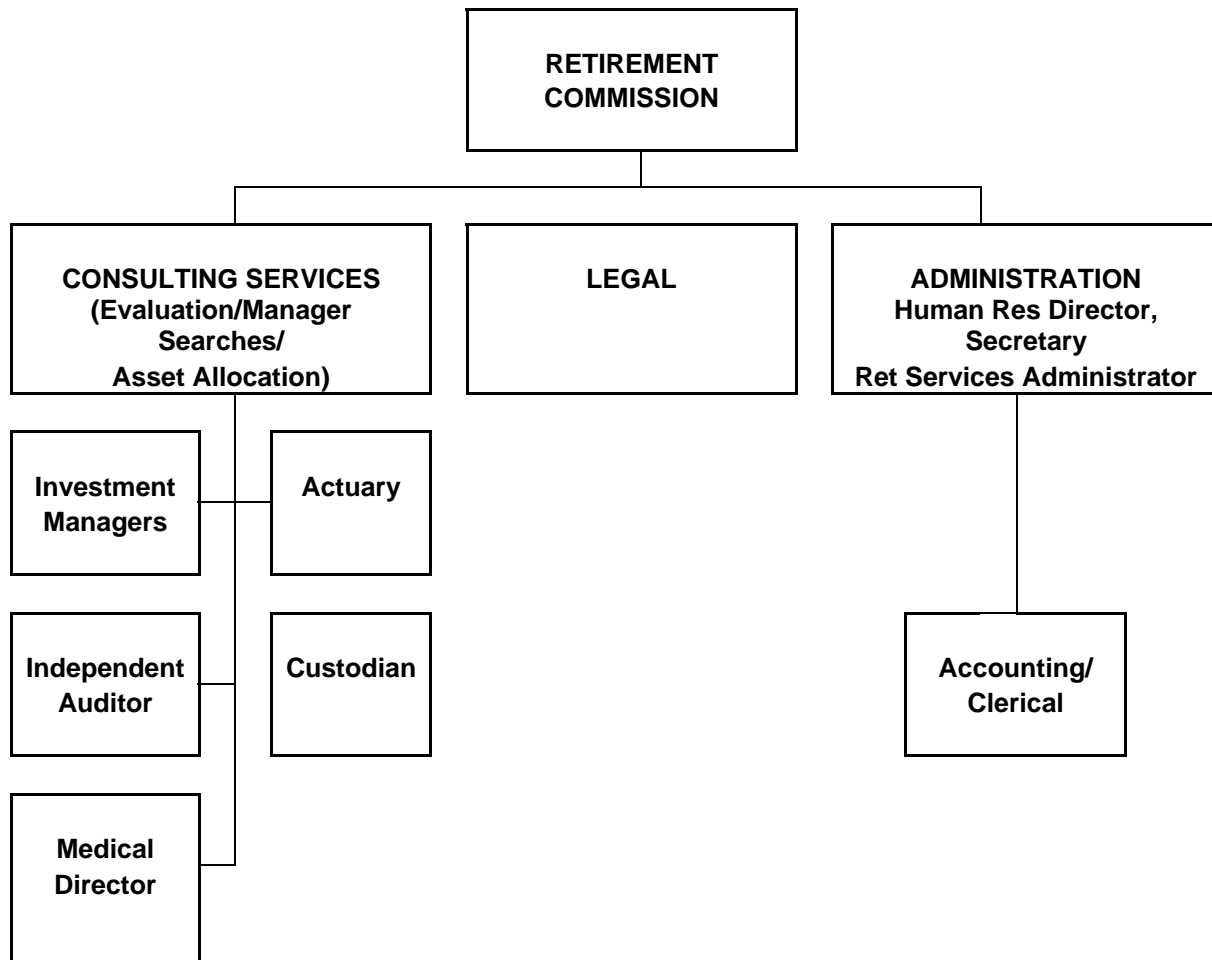 RETIREMENT
COMMISSION
CONSULTING SERVICES
(Evaluation/Manager
Searches/
Asset Allocation)
LEGAL
ADMINISTRATION
Human Res Director,
Secretary
Ret Services Administrator
Investment
Managers
Actuary
Independent
Auditor
Custodian
Accounting/
Clerical
Medical
Director